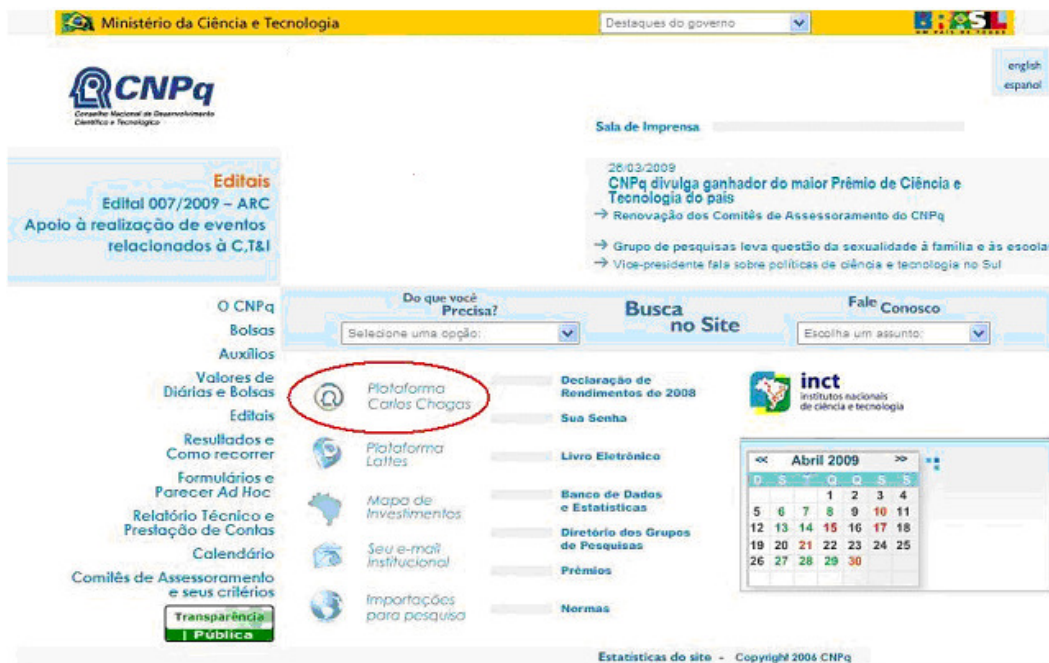 Ministério da Ciência e Tecnologia
Destaques do governo
BRASIL
UM PAÍS DE TODOS
english
espanol
CNPq
Conselho Nacional de Desenvolvimento
Científico e Tecnológico
Sala de Imprensa
Editais
Edital 007/2009 – ARC
Apoio à realização de eventos
relacionados à C,T&I
26/03/2009
CNPq divulga ganhador do maior Prêmio de Ciência e
Tecnologia do país
→ Renovação dos Comitês de Assessoramento do CNPq
→ Grupo de pesquisas leva questão da sexualidade à família e às escola
→ Vice-presidente fala sobre políticas de ciência e tecnologia no Sul
O CNPq
Bolsas
Auxílios
Valores de
Diárias e Bolsas
Editais
Resultados e
Como recorrer
Formulários e
Parecer Ad Hoc
Relatório Técnico e
Prestação de Contas
Calendário
Comitês de Assessoramento
e seus critérios
Transparência
Pública
Do que você
Precisa?
Selecione uma opção:
Busca
no Site
Fale Conosco
Escolha um assunto:
Plataforma
Carlos Chagas
Plataforma
Lattes
Mapa de
Investimentos
Seu e-mail
institucional
Importações
para pesquisa
Declaração de
Rendimentos de 2008
Sua Senha
Livro Eletrônico
Banco de Dados
e Estatísticas
Diretório dos Grupos
de Pesquisas
Prêmios
Normas
inct
institutos nacionais
de ciência e tecnologia
<< Abril 2009 >>
D S T Q Q S S
1 2 3 4
5 6 7 8 9 10 11
12 13 14 15 16 17 18
19 20 21 22 23 24 25
26 27 28 29 30
Estatísticas do site - Copyright 2006 CNPq